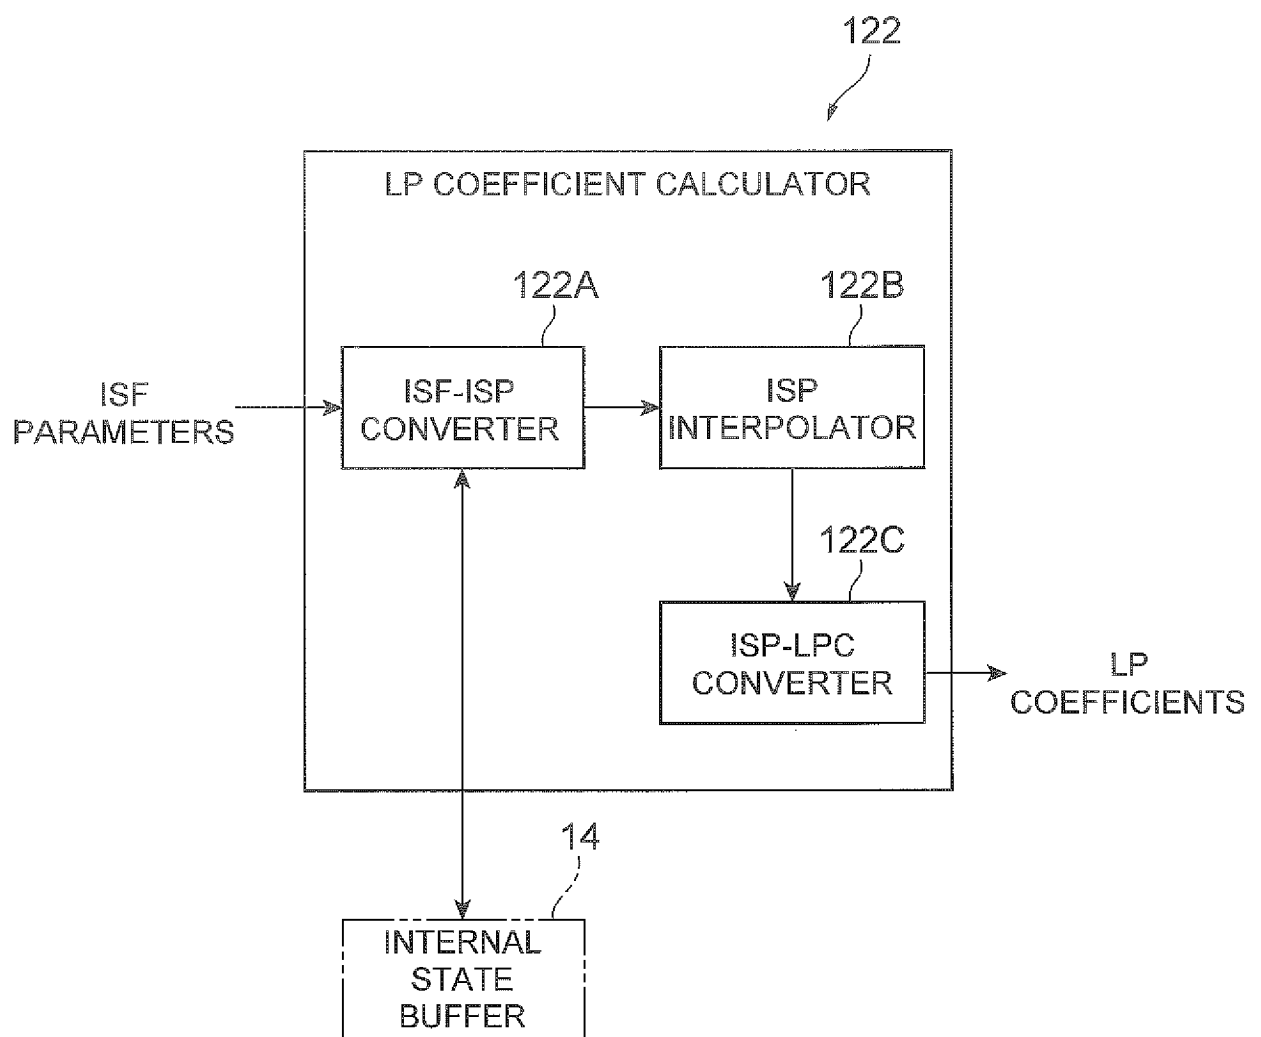 122
LP COEFFICIENT CALCULATOR
122A
122B
ISF
PARAMETERS
ISF-ISP
CONVERTER
ISP
INTERPOLATOR
122C
ISP-LPC
CONVERTER
LP
COEFFICIENTS
14
INTERNAL
STATE
BUFFER